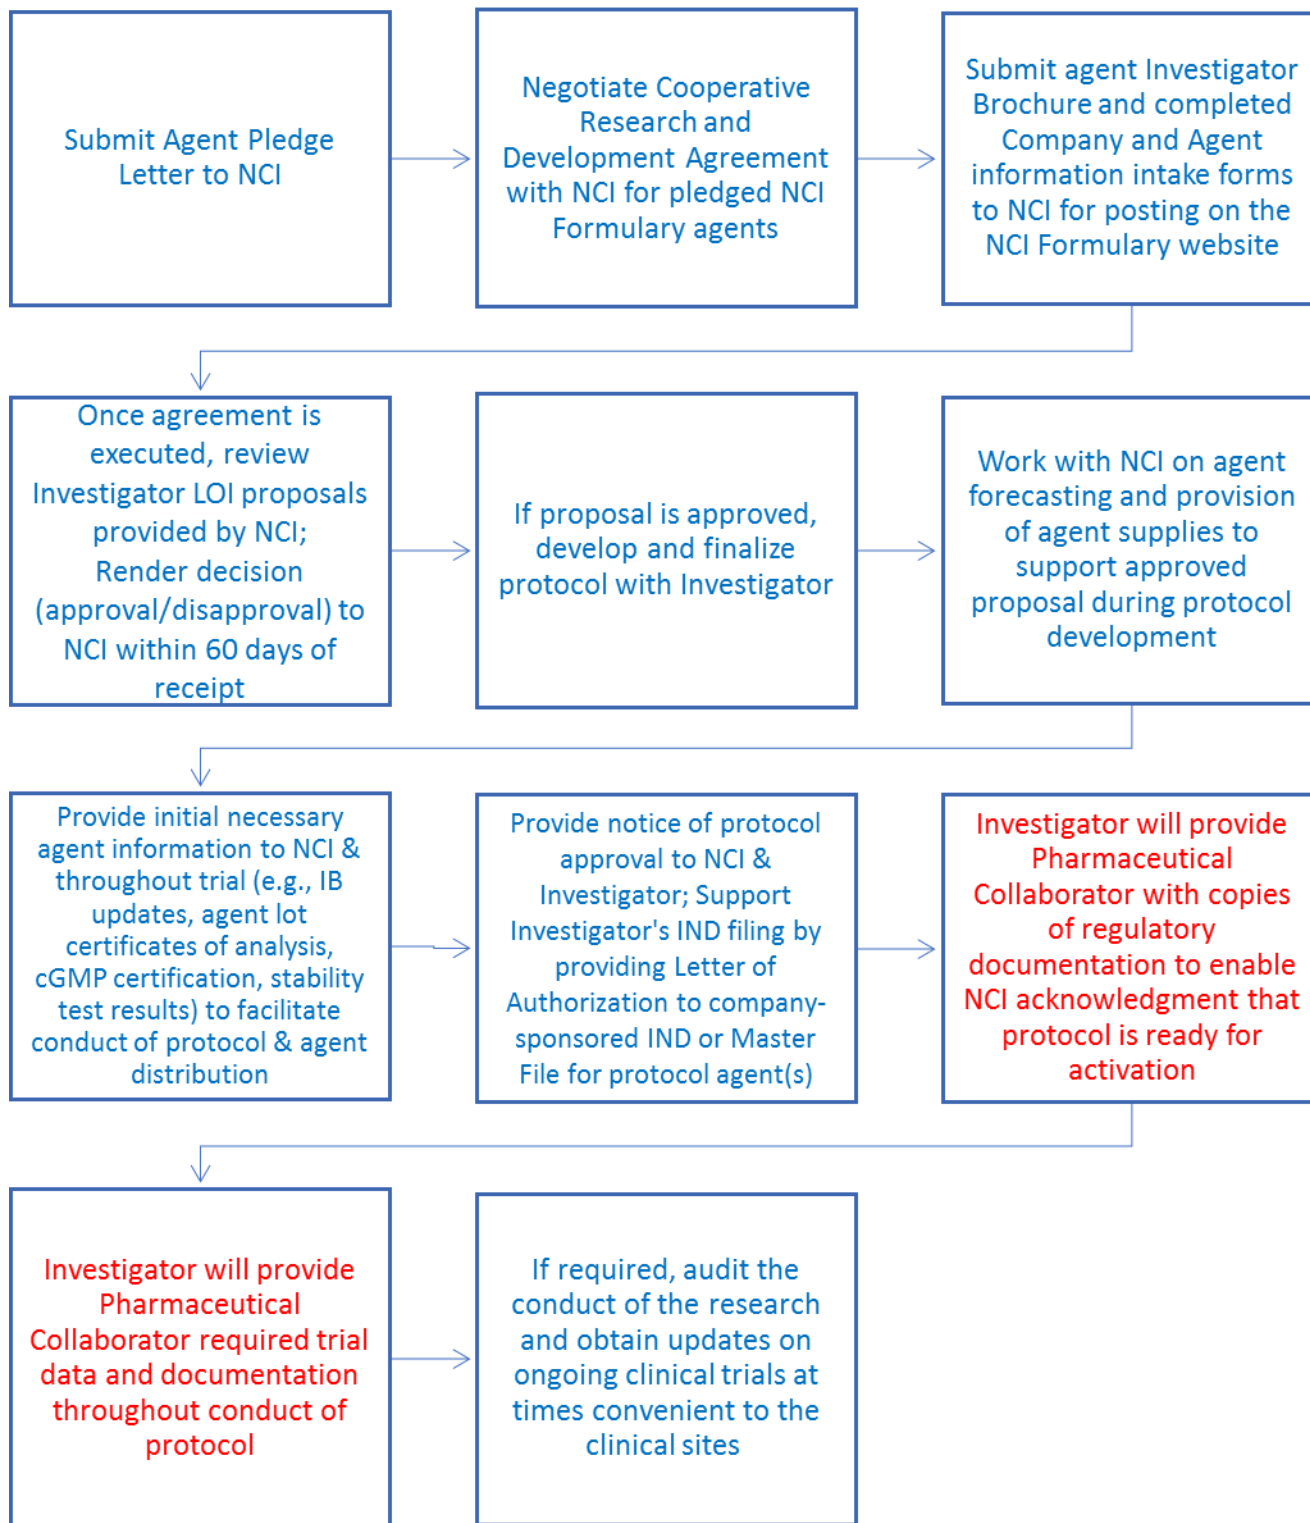 Submit Agent Pledge
Letter to NCI
Negotiate Cooperative
Research and
Development Agreement
with NCI for pledged NCI
Formulary agents
Submit agent Investigator
Brochure and completed
Company and Agent
information intake forms
to NCI for posting on the
NCI Formulary website
Once agreement is
executed, review
Investigator LOI proposals
provided by NCI;
Render decision
(approval/disapproval) to
NCI within 60 days of
receipt
If proposal is approved,
develop and finalize
protocol with Investigator
Work with NCI on agent
forecasting and provision
of agent supplies to
support approved
proposal during protocol
development
Provide initial necessary
agent information to NCI &
throughout trial (e.g., IB
updates, agent lot
certificates of analysis,
cGMP certification, stability
test results) to facilitate
conduct of protocol & agent
distribution
Provide notice of protocol
approval to NCI &
Investigator; Support
Investigator's IND filing by
providing Letter of
Authorization to company-
sponsored IND or Master
File for protocol agent(s)
Investigator will provide
Pharmaceutical
Collaborator with copies
of regulatory
documentation to enable
NCI acknowledgment that
protocol is ready for
activation
Investigator will provide
Pharmaceutical
Collaborator required trial
data and documentation
throughout conduct of
protocol
If required, audit the
conduct of the research
and obtain updates on
ongoing clinical trials at
times convenient to the
clinical sites